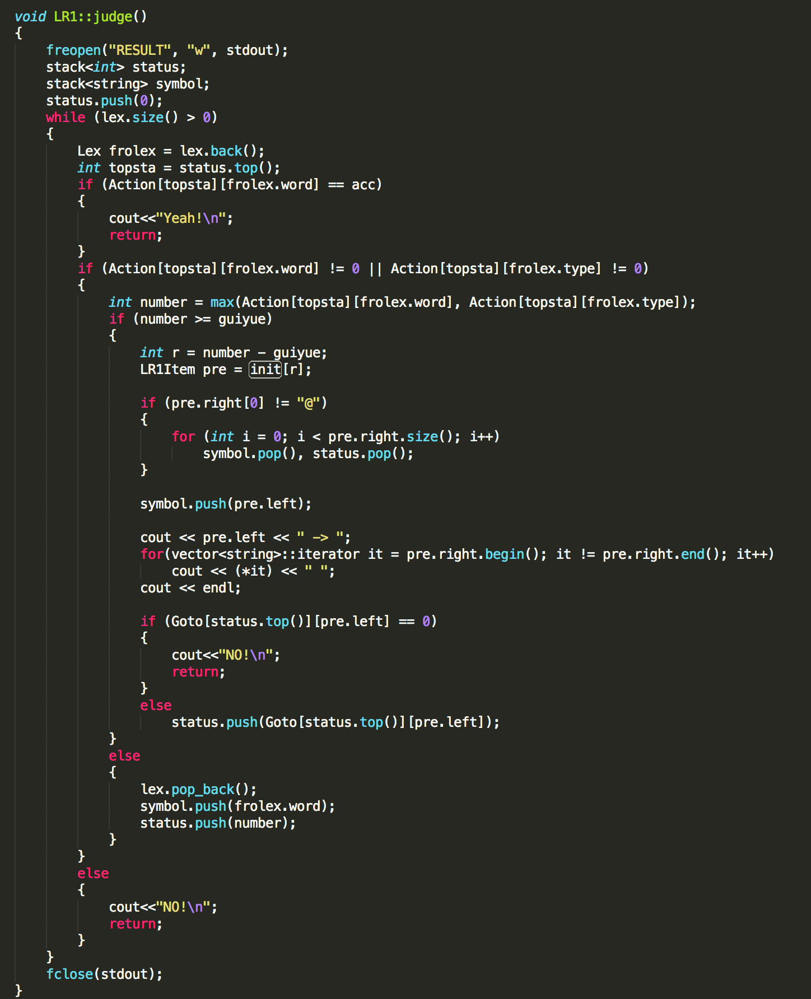 void LR1::judge()
{
    freopen("RESULT", "w", stdout);
    stack<int> status;
    stack<string> symbol;
    status.push(0);
    while (lex.size() > 0)
    {
        Lex frolex = lex.back();
        int topsta = status.top();
        if (Action[topsta][frolex.word] == acc)
        {
            cout<<"Yeah!\n";
            return;
        }
        if (Action[topsta][frolex.word] != 0 || Action[topsta][frolex.type] != 0)
        {
            int number = max(Action[topsta][frolex.word], Action[topsta][frolex.type]);
            if (number >= guiyue)
            {
                int r = number - guiyue;
                LR1Item pre = init[r];

                if (pre.right[0] != "@")
                {
                    for (int i = 0; i < pre.right.size(); i++)
                        symbol.pop(), status.pop();
                }

                symbol.push(pre.left);

                cout << pre.left << " -> ";
                for(vector<string>::iterator it = pre.right.begin(); it != pre.right.end(); it++)
                    cout << (*it) << " ";
                cout << endl;

                if (Goto[status.top()][pre.left] == 0)
                {
                    cout<<"NO!\n";
                    return;
                }
                else
                    status.push(Goto[status.top()][pre.left]);
            }
            else
            {
                lex.pop_back();
                symbol.push(frolex.word);
                status.push(number);
            }
        }
        else
        {
            cout<<"NO!\n";
            return;
        }
    }
    fclose(stdout);
}